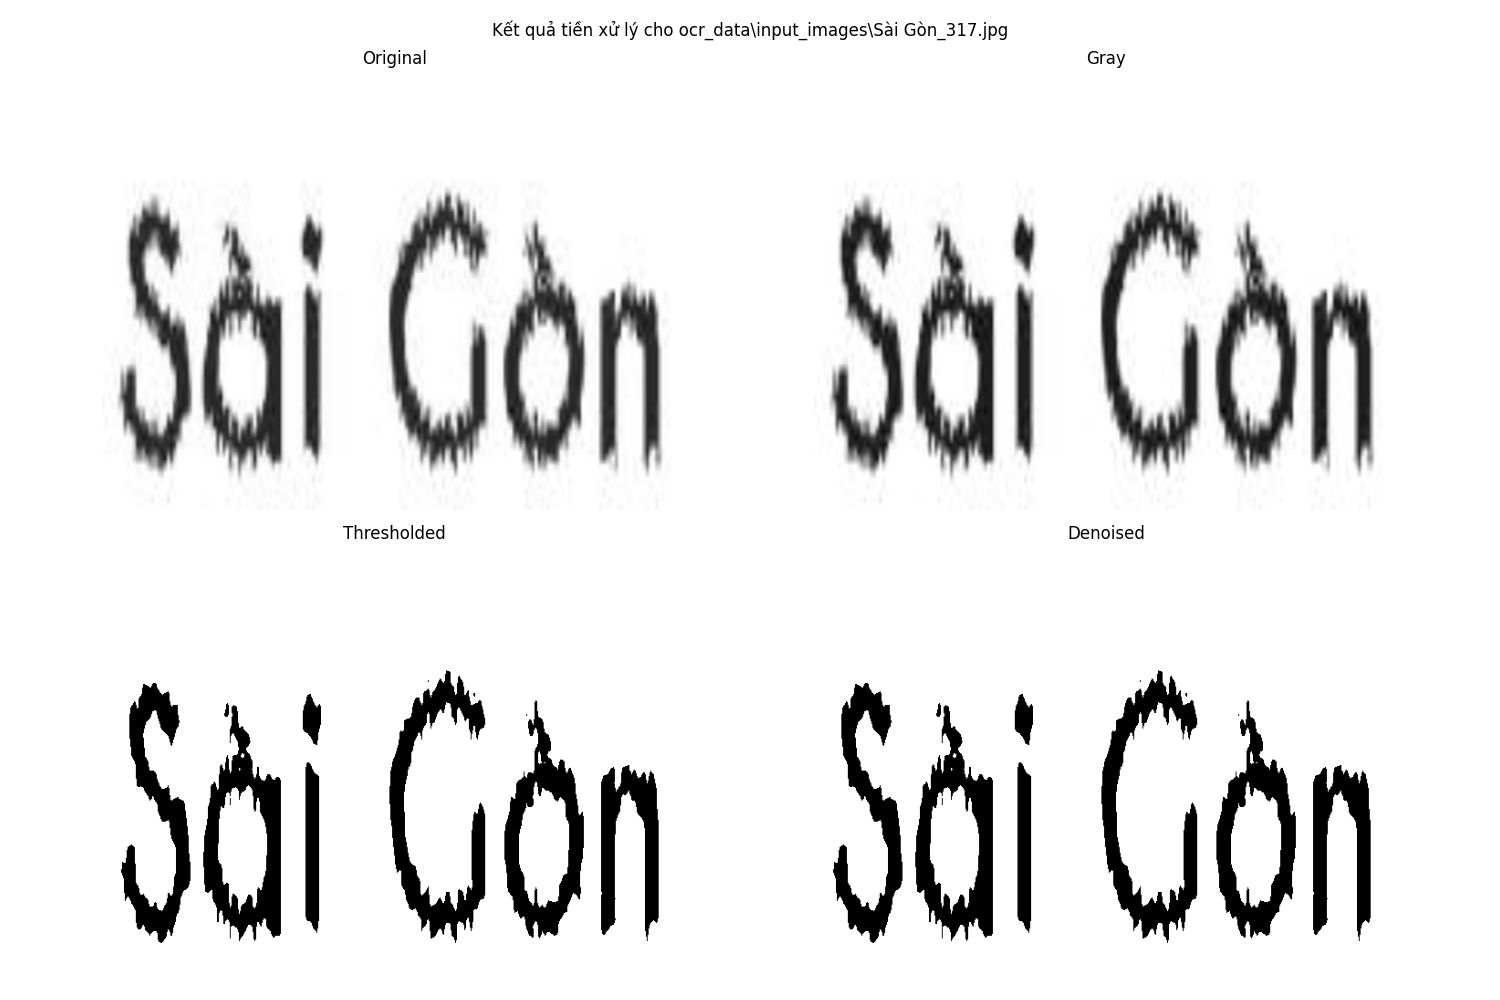 Kết quả tiền xử lý cho ocr_data\input_images\Sài Gòn_317.jpg
Original
Gray
Sài Gòn
Sài Gòn
Thresholded
Denoised
Sài Gòn
Sài Gòn